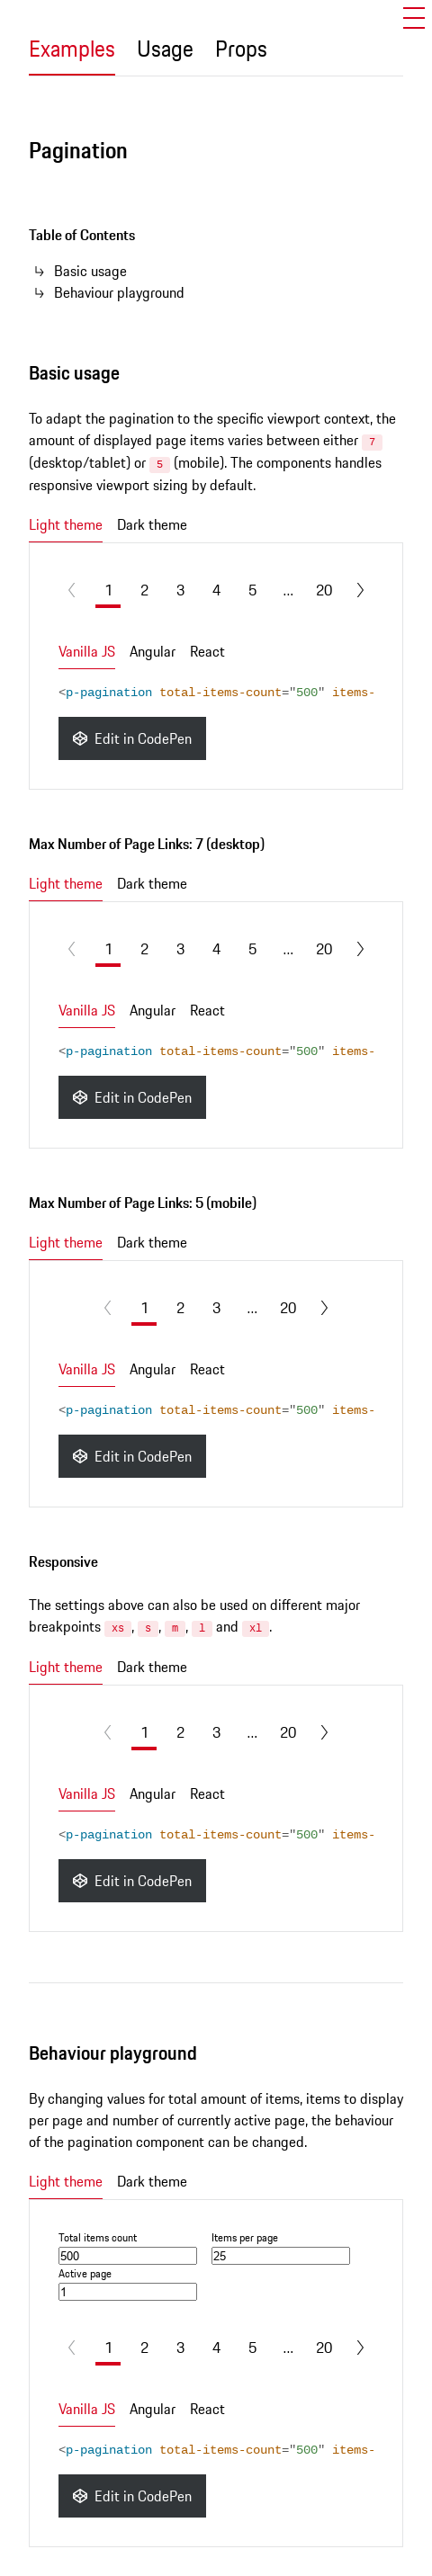 Examples Usage Props
Pagination
Table of Contents
↳ Basic usage
↳ Behaviour playground
Basic usage
To adapt the pagination to the specific viewport context, the
amount of displayed page items varies between either 7
(desktop/tablet) or 5 (mobile). The components handles
responsive viewport sizing by default.
Light theme Dark theme
1 2 3 4 5 ... 20
Vanilla JS Angular React
<p-pagination total-items-count="500" items-
Edit in CodePen
Max Number of Page Links: 7 (desktop)
Light theme Dark theme
1 2 3 4 5 ... 20
Vanilla JS Angular React
<p-pagination total-items-count="500" items-
Edit in CodePen
Max Number of Page Links: 5 (mobile)
Light theme Dark theme
1 2 3 ... 20
Vanilla JS Angular React
<p-pagination total-items-count="500" items-
Edit in CodePen
Responsive
The settings above can also be used on different major
breakpoints xs, s, m, l and xl.
Light theme Dark theme
1 2 3 ... 20
Vanilla JS Angular React
<p-pagination total-items-count="500" items-
Edit in CodePen
Behaviour playground
By changing values for total amount of items, items to display
per page and number of currently active page, the behaviour
of the pagination component can be changed.
Light theme Dark theme
Total items count Items per page
500 25
Active page
1
1 2 3 4 5 ... 20
Vanilla JS Angular React
<p-pagination total-items-count="500" items-
Edit in CodePen